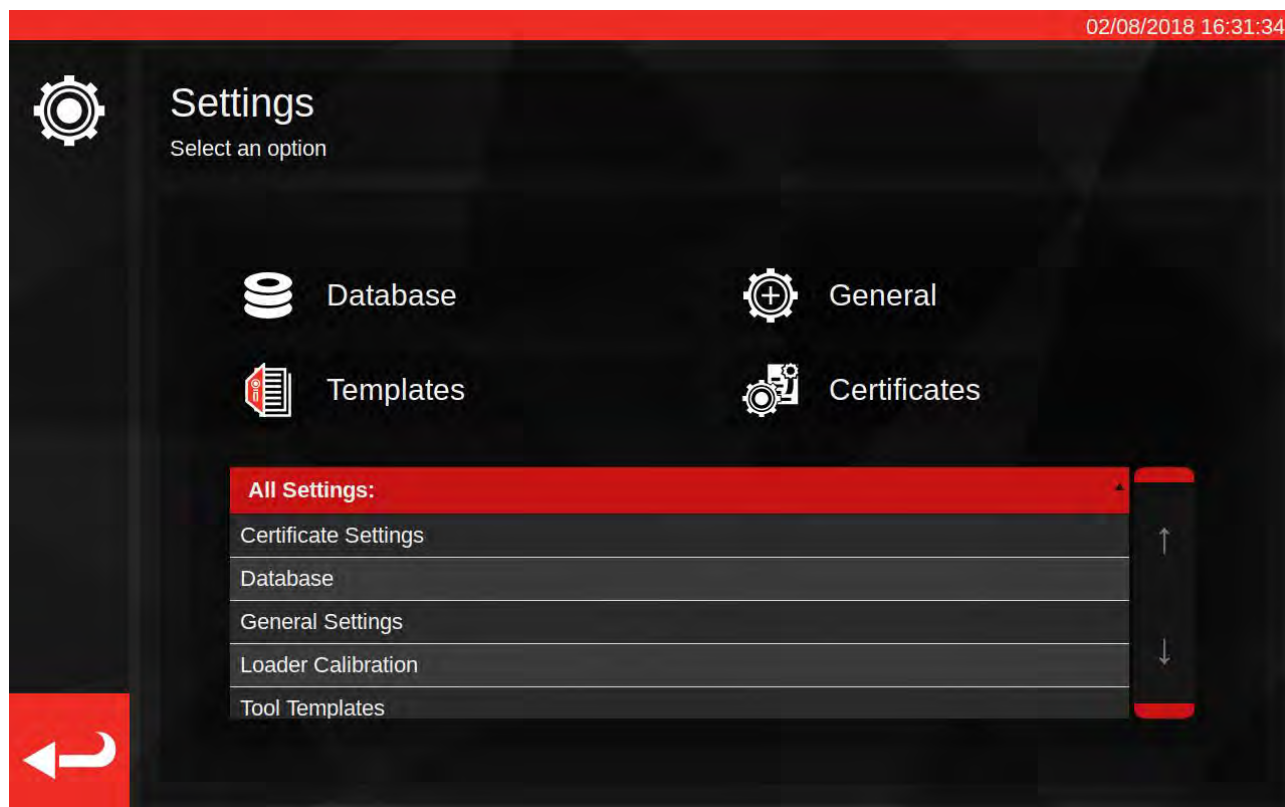 02/08/2018 16:31:34
Settings
Select an option
Database
General
Templates
Certificates
All Settings:
Certificate Settings
Database
General Settings
Loader Calibration
Tool Templates